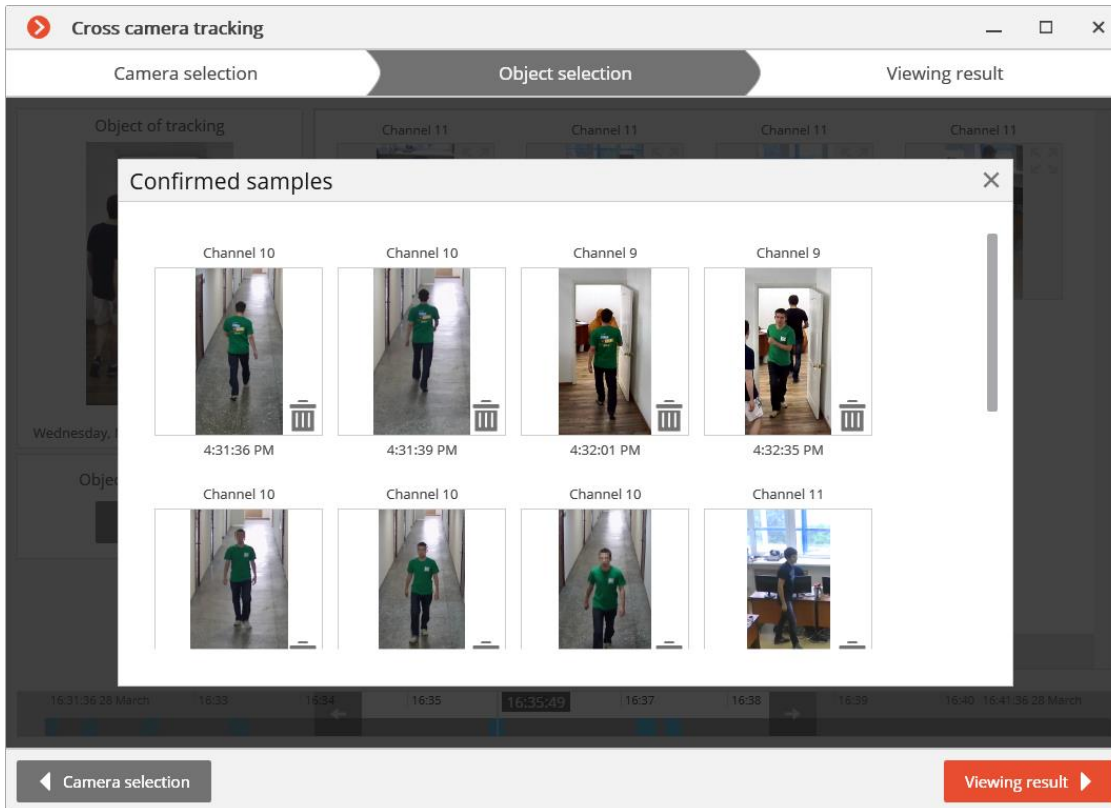 Cross camera tracking
Camera selection
Object selection
Viewing result
Object of tracking
Channel 11
Channel 11
Channel 11
Channel 11
Confirmed samples
Channel 10
Channel 10
Channel 9
Channel 9
4:31:36 PM
4:31:39 PM
4:32:01 PM
4:32:35 PM
Wednesday,
Channel 10
Channel 10
Channel 10
Channel 11
16:31:36 28 March
16:33
16:34
16:35
16:35:49
16:37
16:38
16:39
16:40
16:41:36 28 March
Camera selection
Viewing result